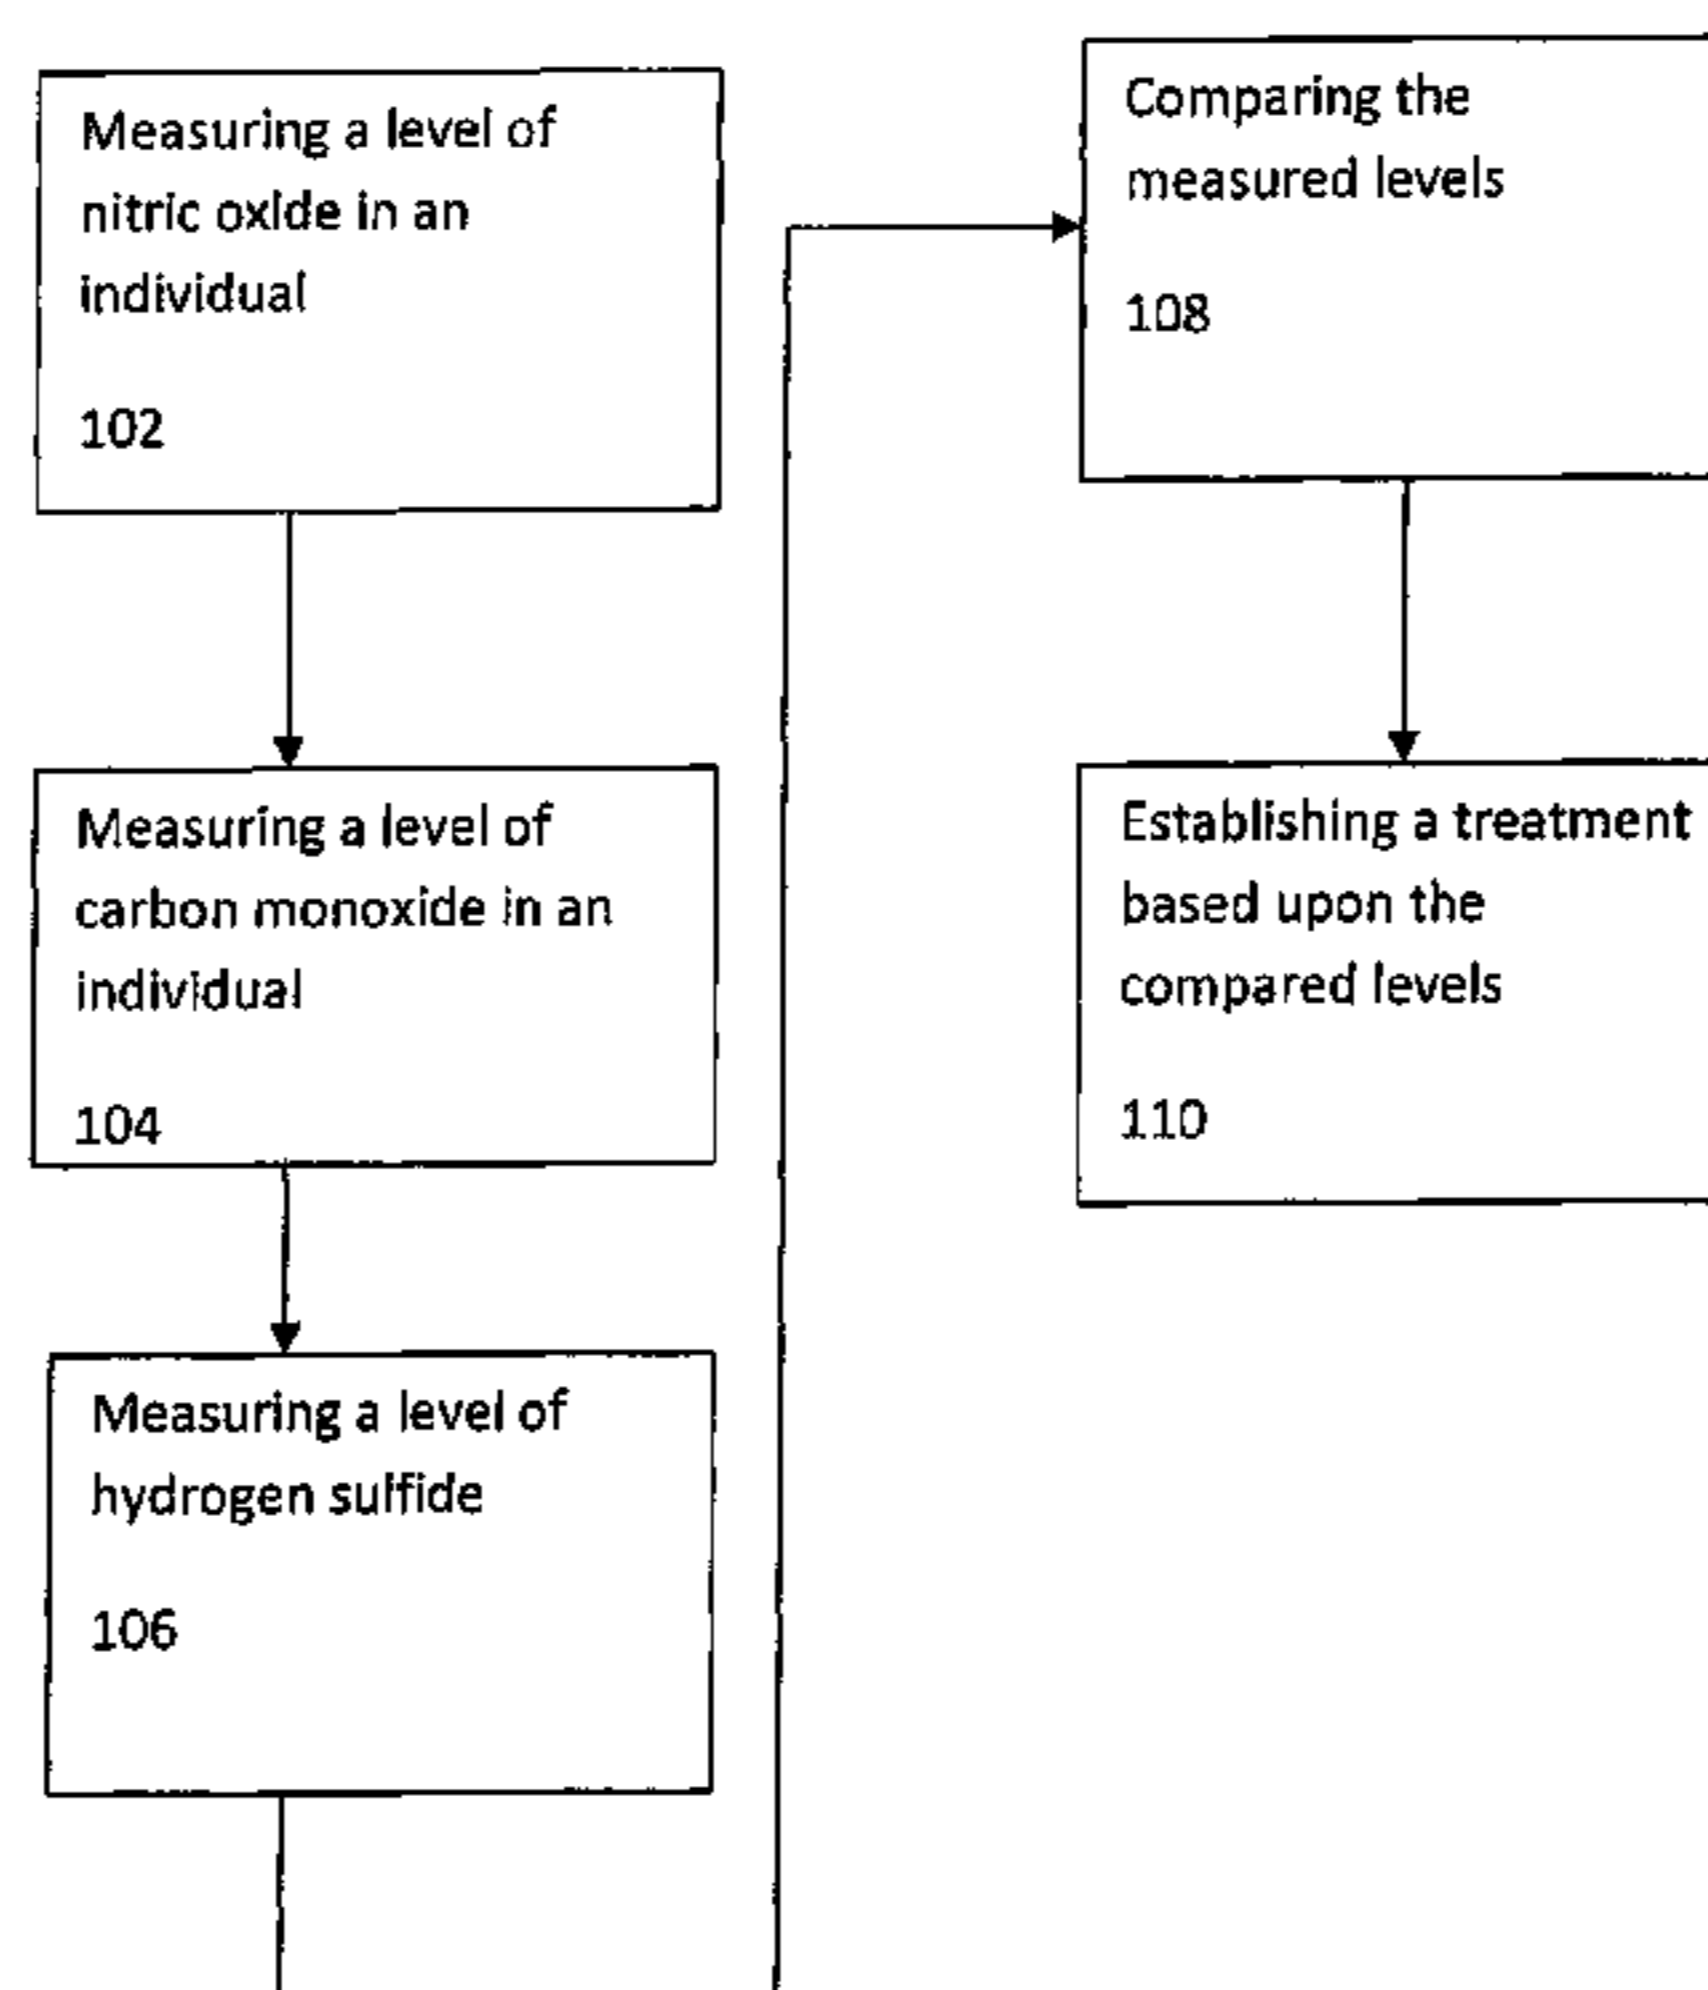 Measuring a level of
nitric oxide in an
individual
102
Measuring a level of
carbon monoxide in an
individual
104
Measuring a level of
hydrogen sulfide
106
Comparing the
measured levels
108
Establishing a treatment
based upon the
compared levels
110